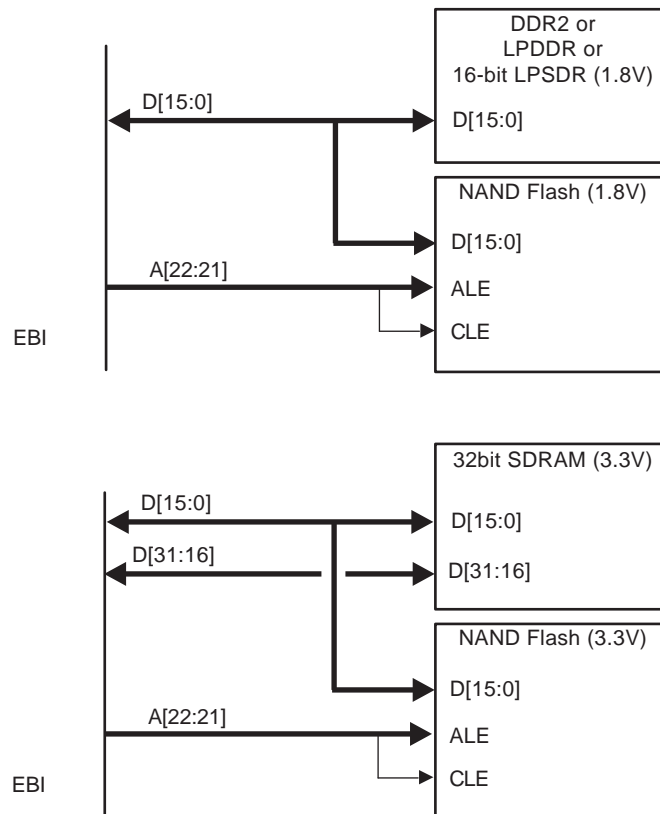 DDR2 or
LPDDR or
16-bit LPSDR (1.8V)
D[15:0]
D[15:0]
NAND Flash (1.8V)
D[15:0]
A[22:21]
ALE
CLE
EBI
32bit SDRAM (3.3V)
D[15:0]
D[15:0]
D[31:16]
D[31:16]
NAND Flash (3.3V)
D[15:0]
A[22:21]
ALE
CLE
EBI